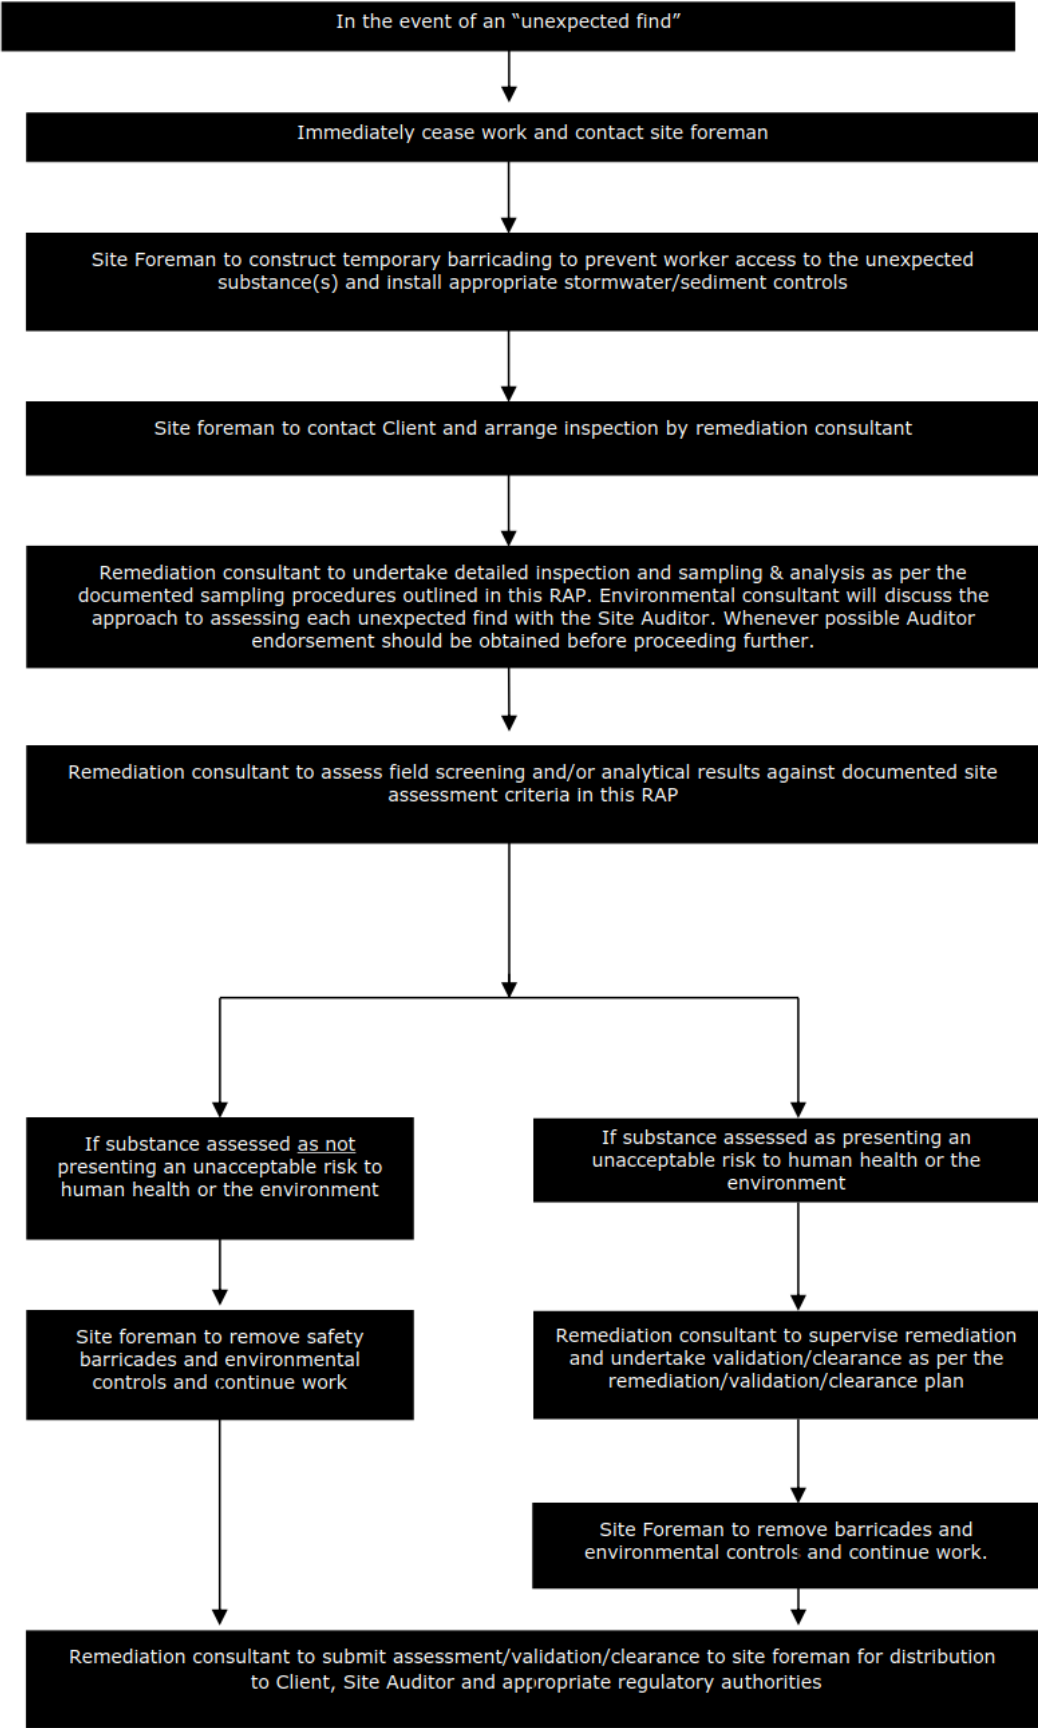 In the event of an “unexpected find”
Immediately cease work and contact site foreman
Site Foreman to construct temporary barricading to prevent worker access to the unexpected
substance(s) and install appropriate stormwater/sediment controls
Site foreman to contact Client and arrange inspection by remediation consultant
Remediation consultant to undertake detailed inspection and sampling & analysis as per the
documented sampling procedures outlined in this RAP. Environmental consultant will discuss the
approach to assessing each unexpected find with the Site Auditor. Whenever possible Auditor
endorsement should be obtained before proceeding further.
Remediation consultant to assess field screening and/or analytical results against documented site
assessment criteria in this RAP
If substance assessed as not
presenting an unacceptable risk to
human health or the environment
If substance assessed as presenting an
unacceptable risk to human health or the
environment
Site foreman to remove safety
barricades and environmental
controls and continue work
Remediation consultant to supervise remediation
and undertake validation/clearance as per the
remediation/validation/clearance plan
Site Foreman to remove barricades and
environmental controls and continue work.
Remediation consultant to submit assessment/validation/clearance to site foreman for distribution
to Client, Site Auditor and appropriate regulatory authorities